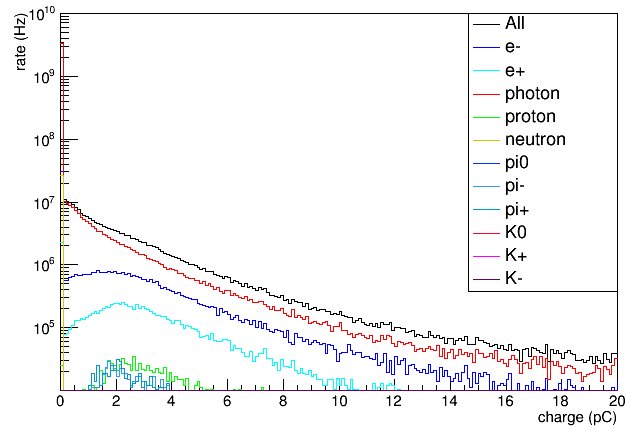 rate (Hz)
10^10
10^9
10^8
10^7
10^6
10^5
0 2 4 6 8 10 12 14 16 18 20
charge (pC)
All
e-
e+
photon
proton
neutron
pi0
pi-
pi+
K0
K+
K-